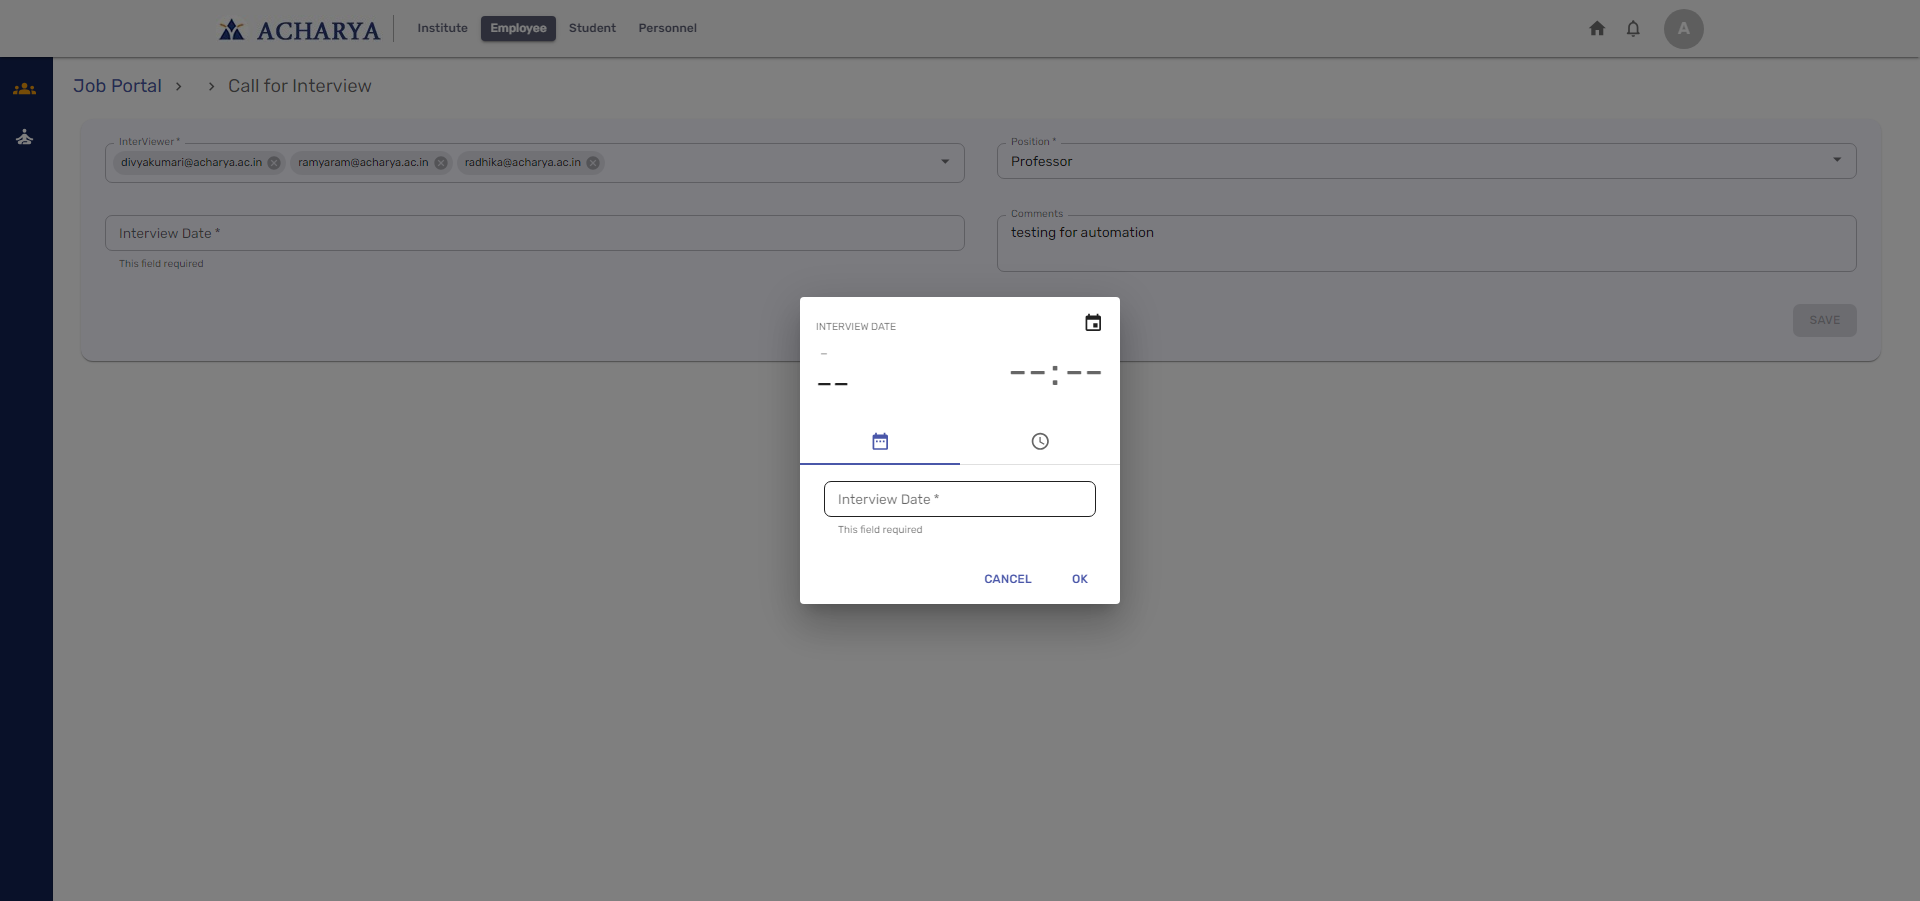 ACHARYA
Institute
Employee
Student
Personnel
A
Job Portal > > Call for Interview
InterViewer *
divyakumari@acharya.ac.in
ramyaram@acharya.ac.in
radhika@acharya.ac.in
Position *
Professor
Interview Date *
This field required
Comments
testing for automation
SAVE
INTERVIEW DATE
–
––
––:––
Interview Date *
This field required
CANCEL
OK